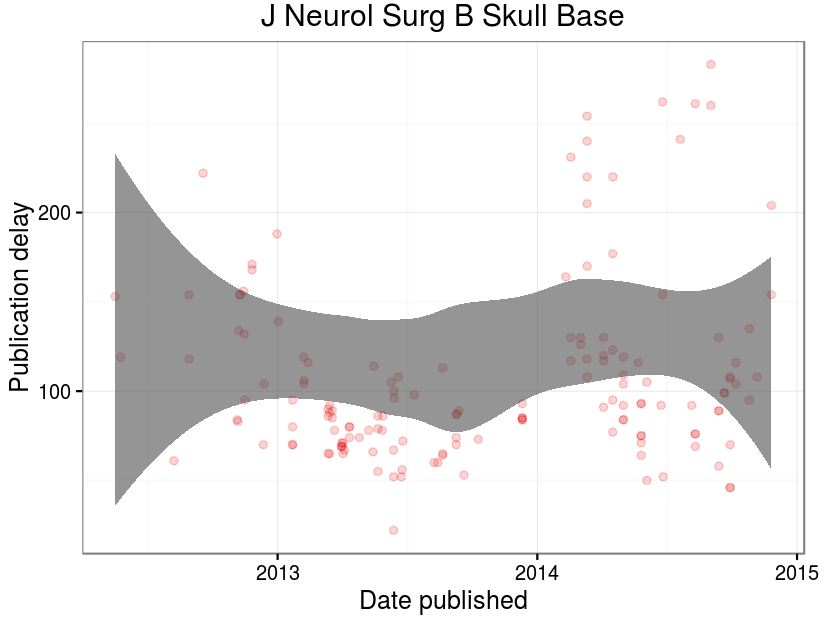 J Neurol Surg B Skull Base
Publication delay
200
100
2013
2014
2015
Date published